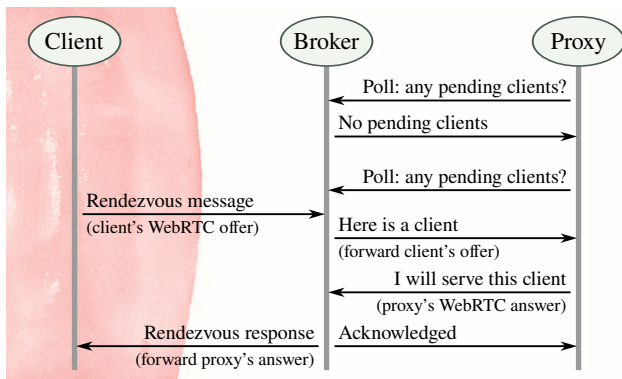 Client
Broker
Proxy
Poll: any pending clients?
No pending clients
Poll: any pending clients?
Rendezvous message
(client's WebRTC offer)
Here is a client
(forward client's offer)
I will serve this client
(proxy's WebRTC answer)
Rendezvous response
(forward proxy's answer)
Acknowledged